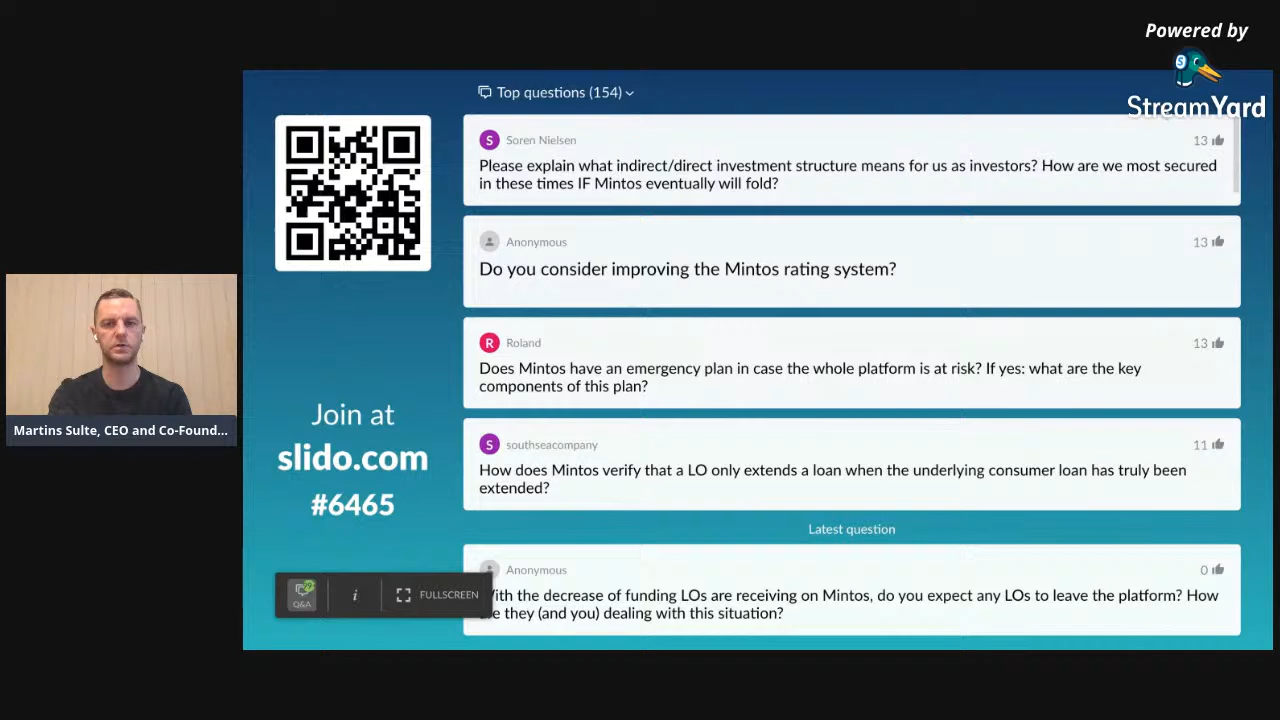 Powered by
StreamYard
Top questions (154)
S Soren Nielsen 13
Please explain what indirect/direct investment structure means for us as investors? How are we most secured
in these times IF Mintos eventually will fold?
Anonymous 13
Do you consider improving the Mintos rating system?
R Roland 13
Does Mintos have an emergency plan in case the whole platform is at risk? If yes: what are the key
components of this plan?
S southseacompany 11
How does Mintos verify that a LO only extends a loan when the underlying consumer loan has truly been
extended?
Latest question
Anonymous 0
With the decrease of funding LOs are receiving on Mintos, do you expect any LOs to leave the platform? How
they (and you) dealing with this situation?
Join at
slido.com
#6465
Q&A i FULLSCREEN
Martins Sulte, CEO and Co-Found...